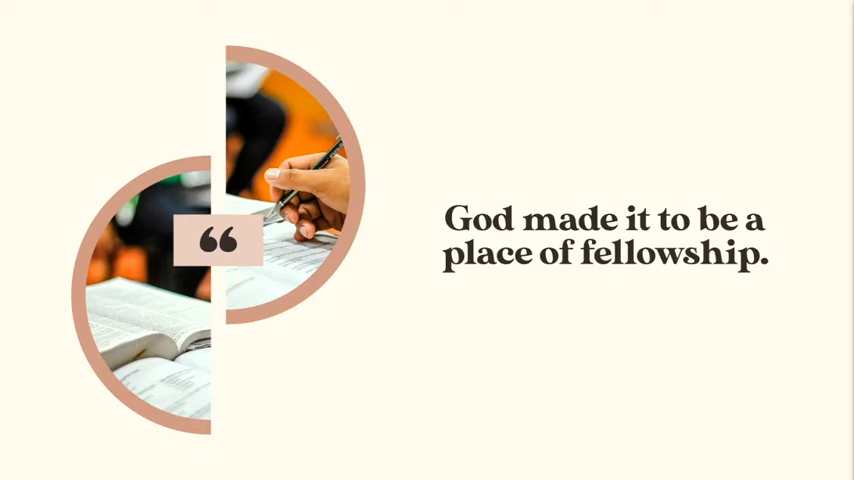 “
God made it to be a
place of fellowship.